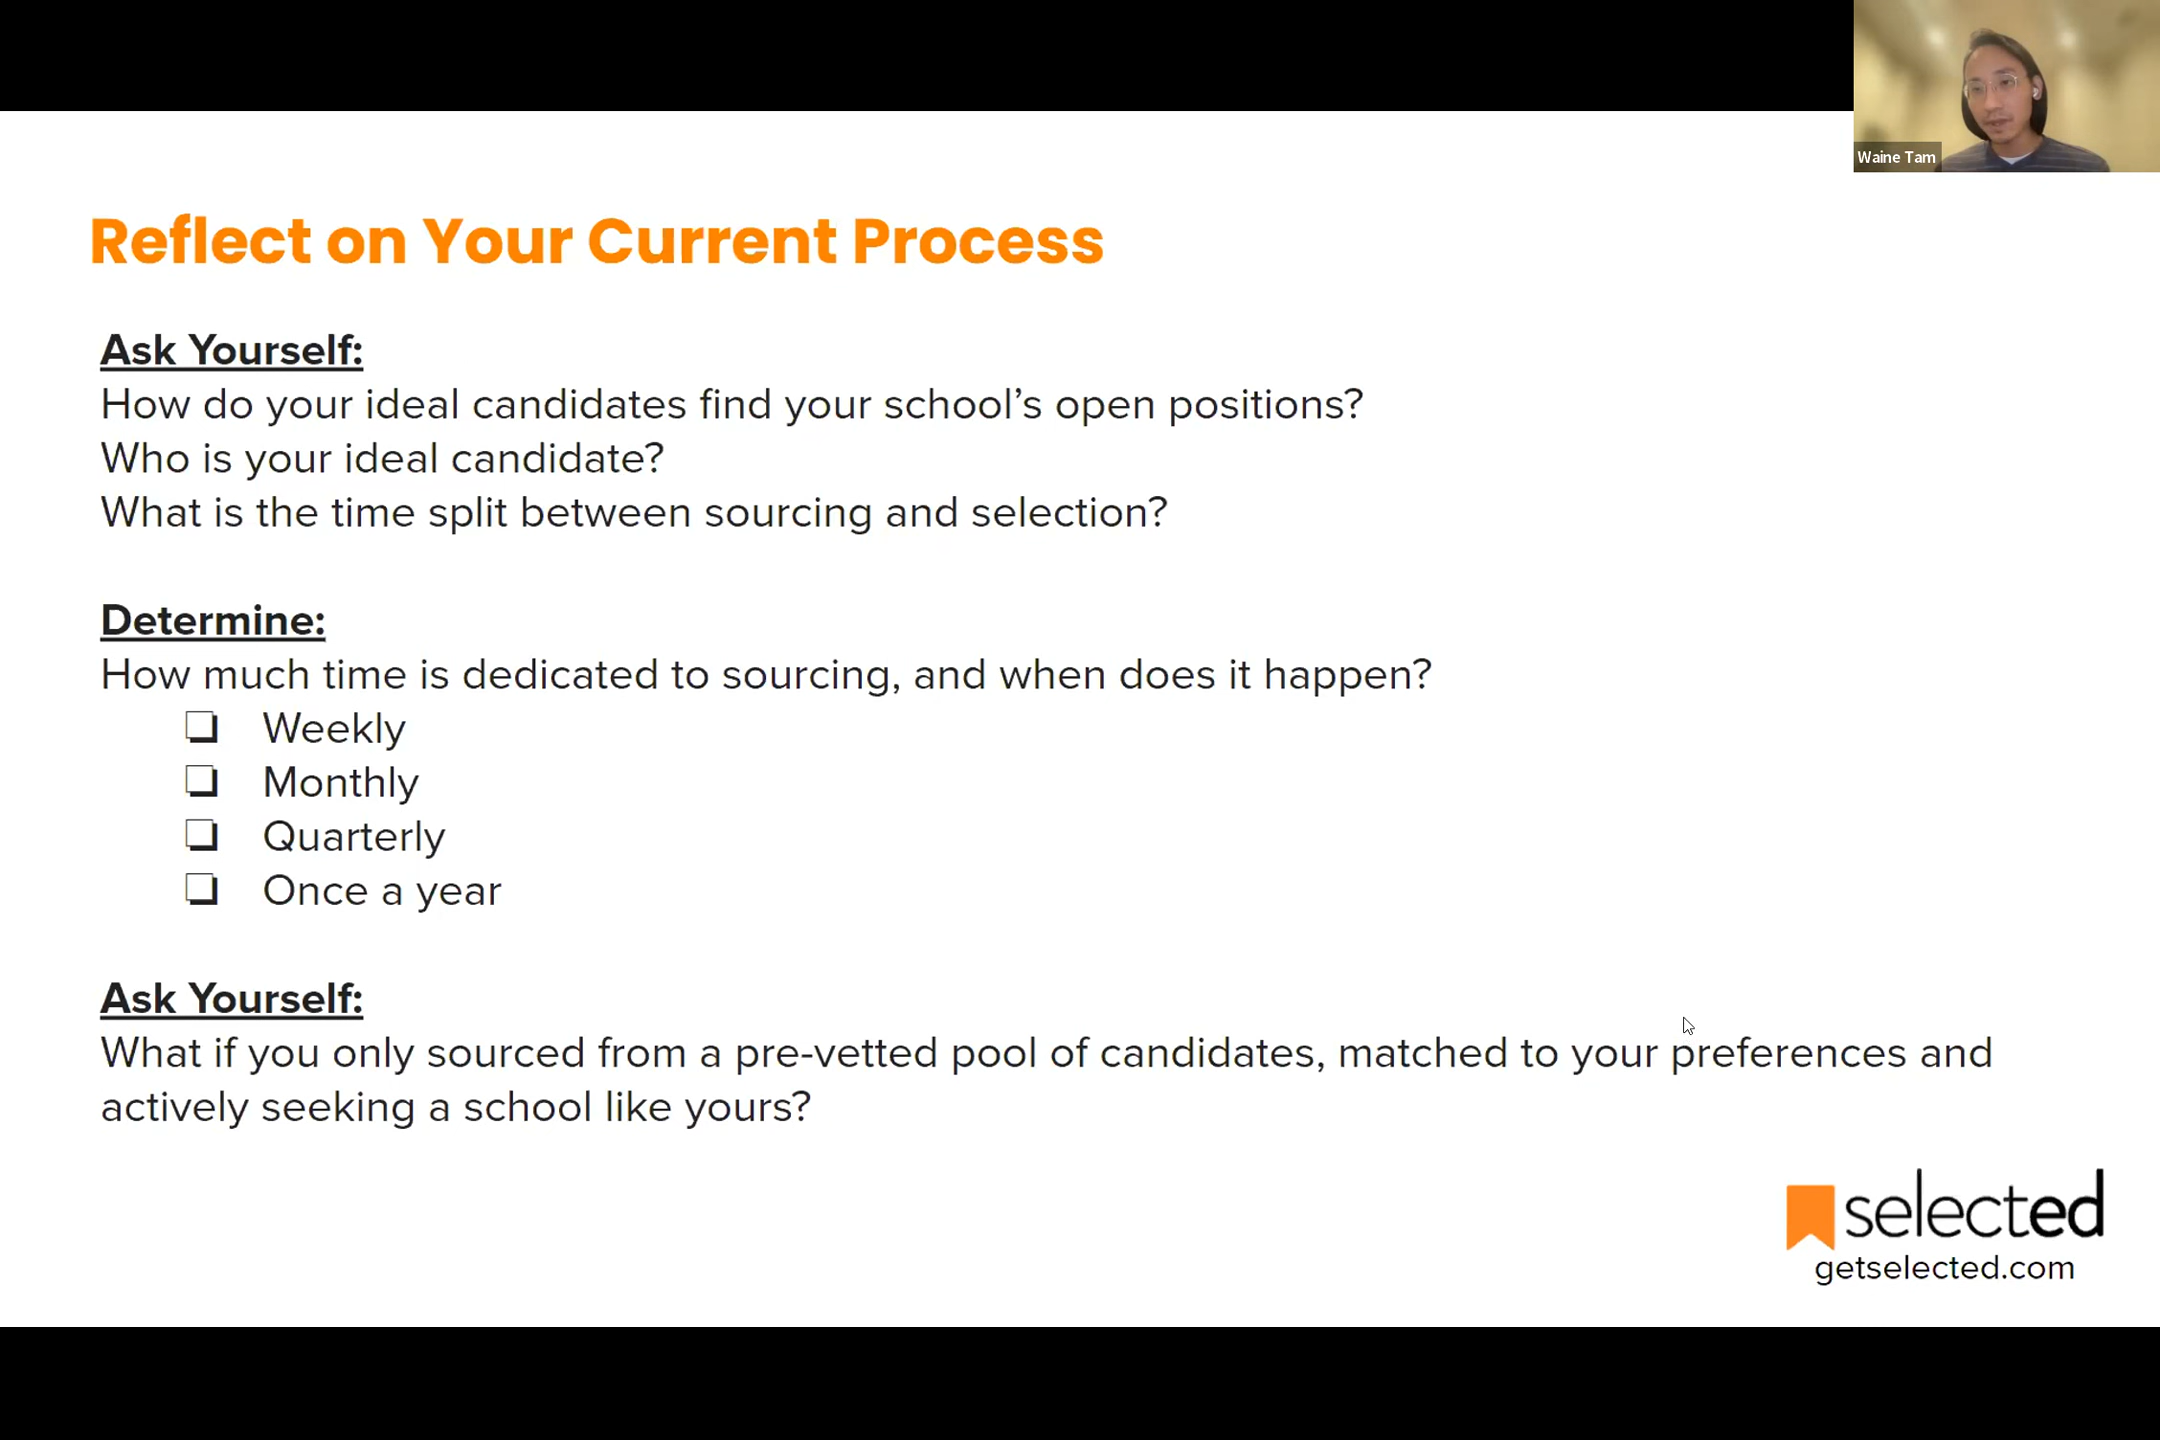 Waine Tam
Reflect on Your Current Process
Ask Yourself:
How do your ideal candidates find your school’s open positions?
Who is your ideal candidate?
What is the time split between sourcing and selection?
Determine:
How much time is dedicated to sourcing, and when does it happen?
❏ Weekly
❏ Monthly
❏ Quarterly
❏ Once a year
Ask Yourself:
What if you only sourced from a pre-vetted pool of candidates, matched to your preferences and
actively seeking a school like yours?
selected
getselected.com